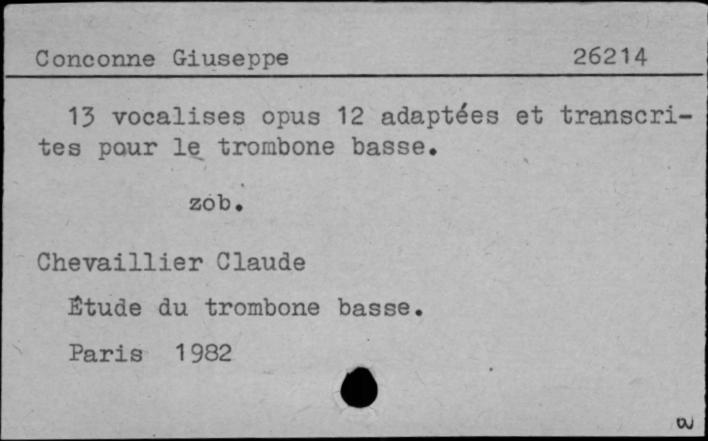 Conconne Giuseppe 26214
13 vocalises opus 12 adaptées et transcri-
tes pour le trombone basse.
zob.
Chevaillier Claude
Étude du trombone basse.
Paris 1982